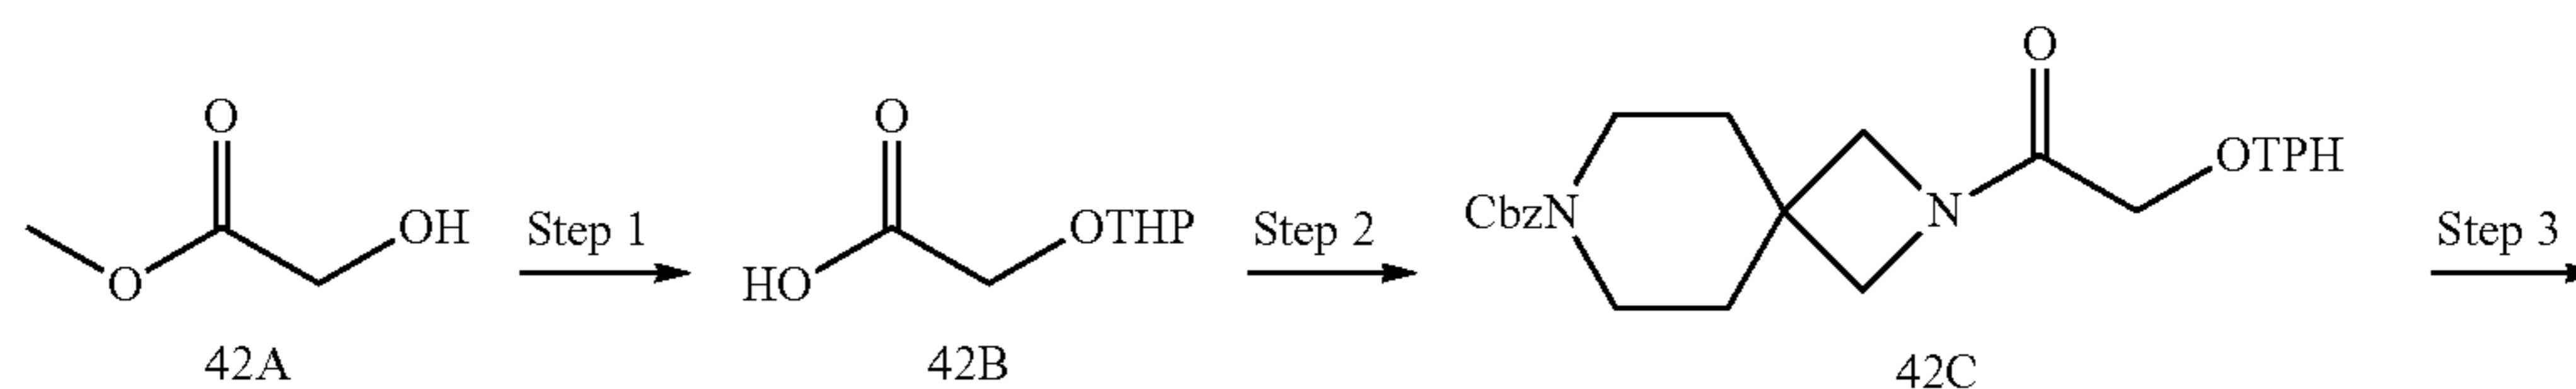 O
O
O
OH
Step 1
OTHP
Step 2
OTPH
Step 3
O
HO
CbzN
N
42A
42B
42C